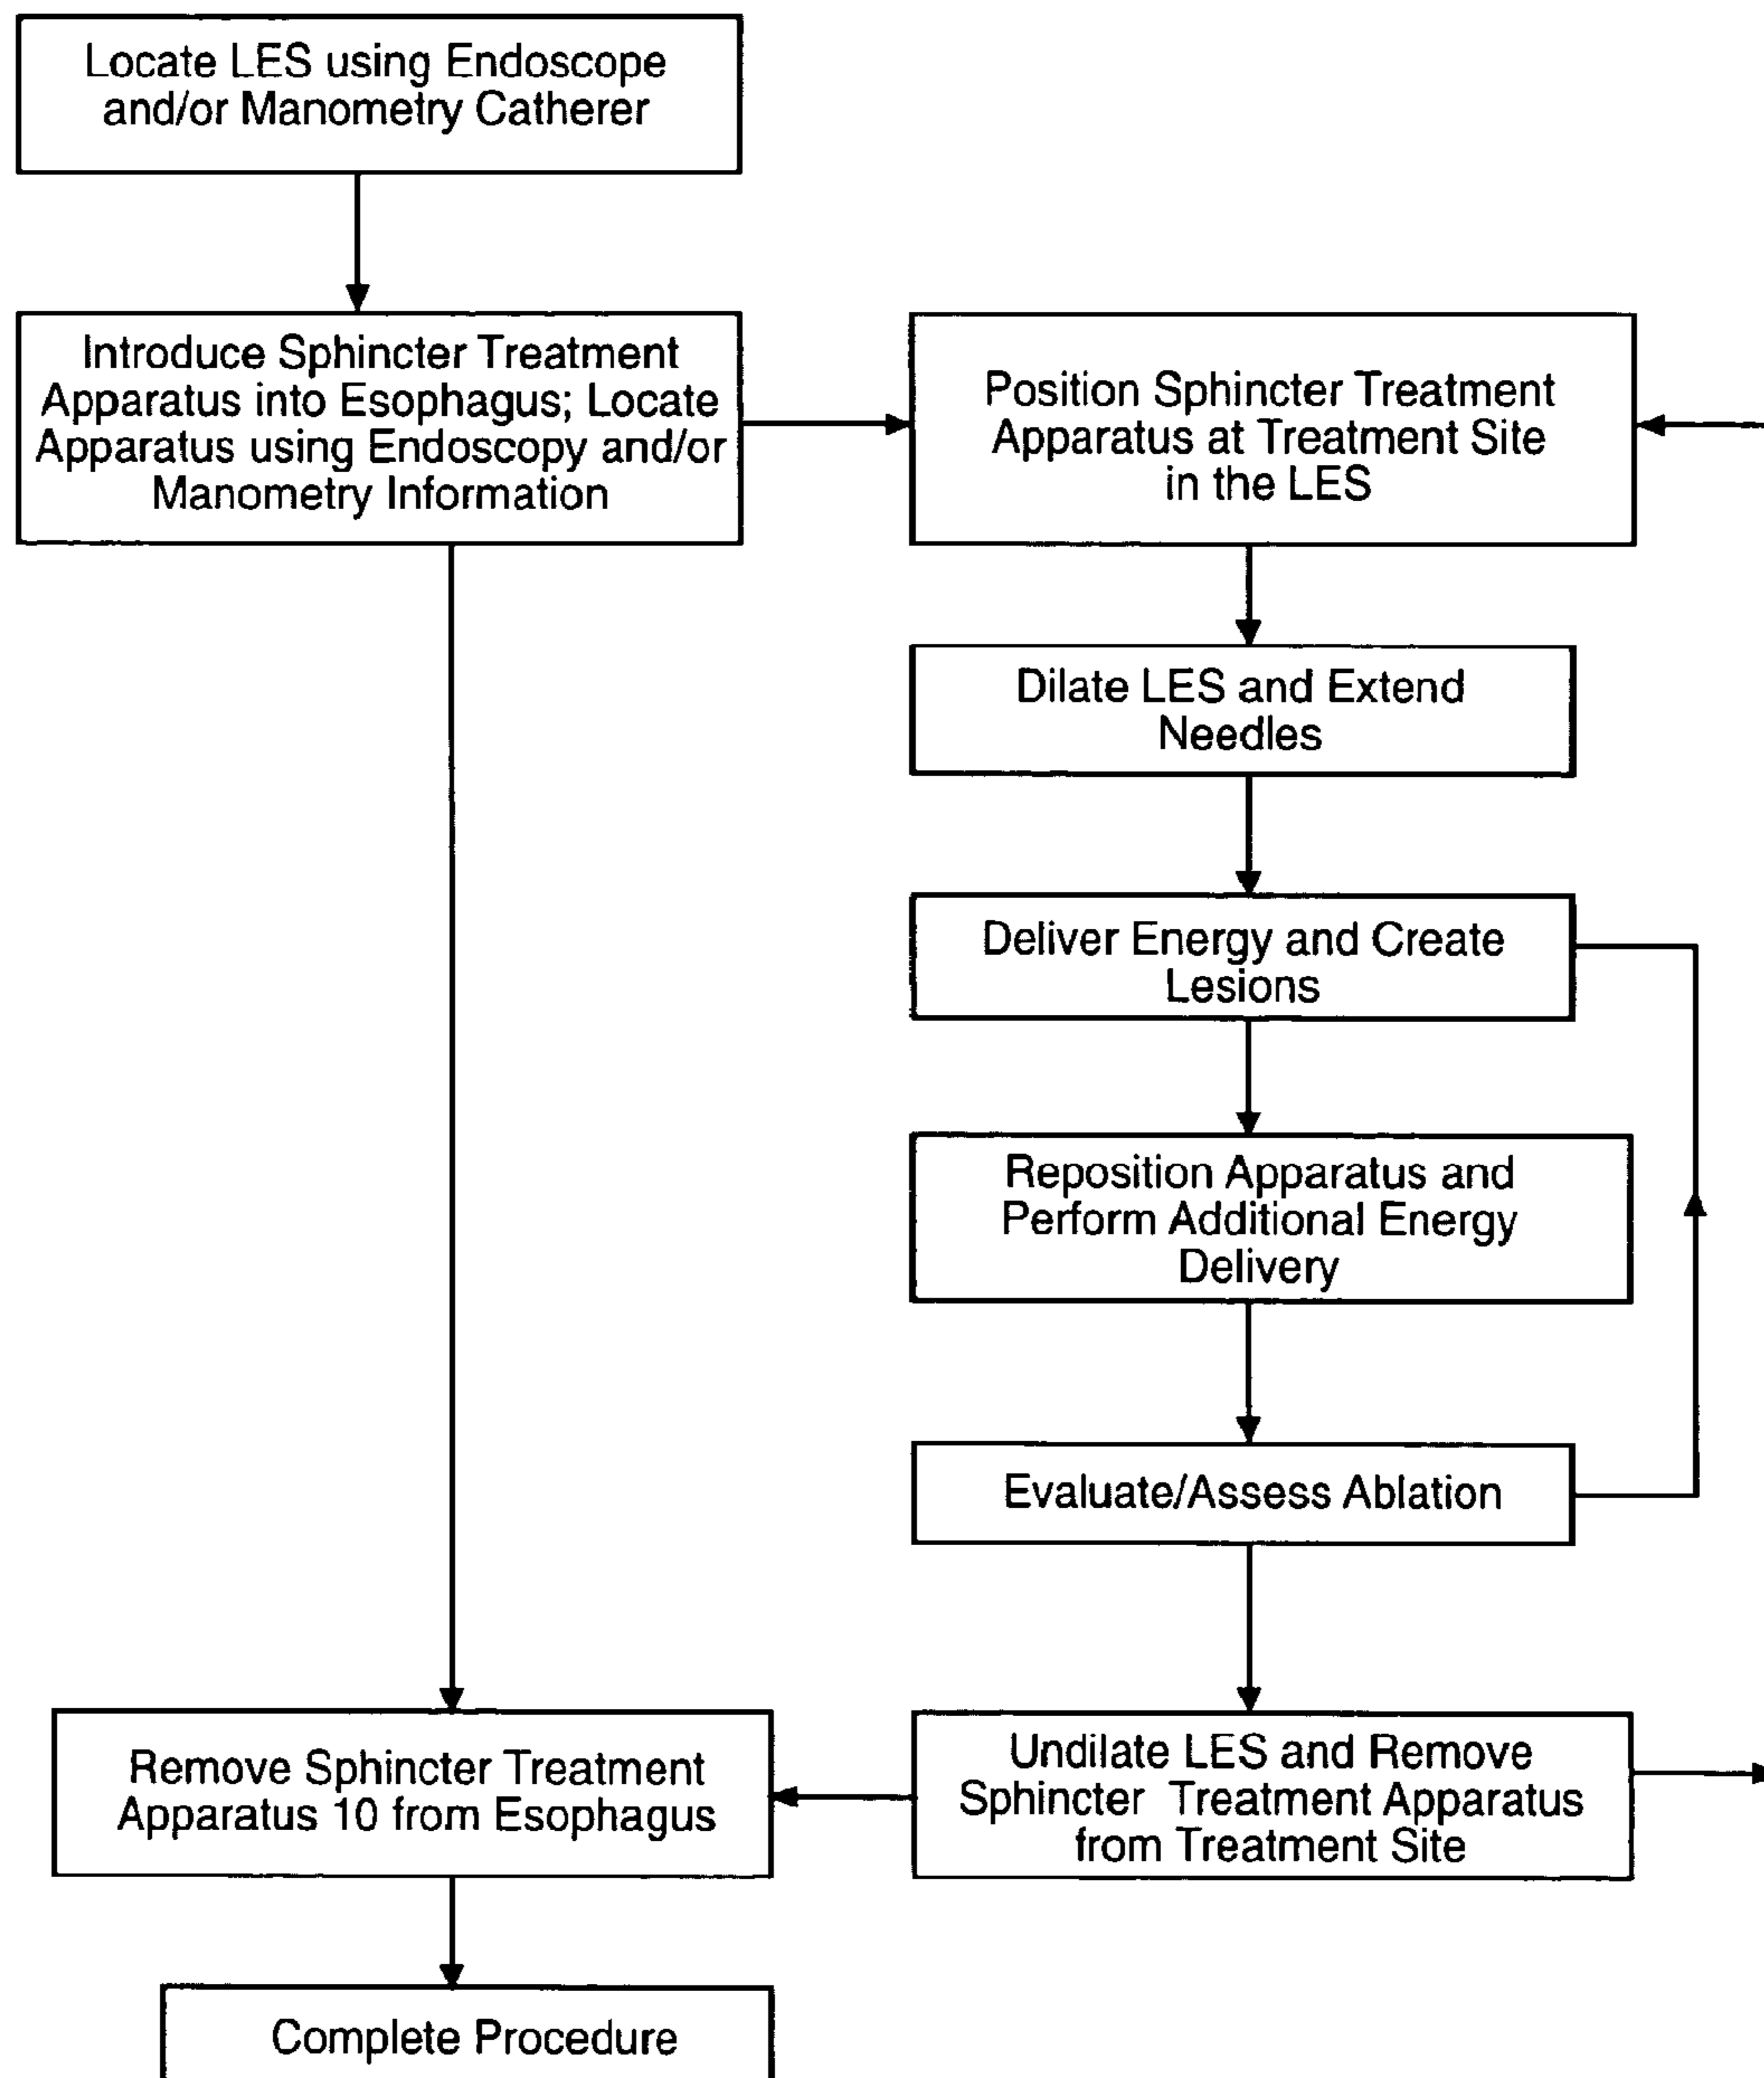 Locate LES using Endoscope
and/or Manometry Catherer
Introduce Sphincter Treatment
Apparatus into Esophagus; Locate
Apparatus using Endoscopy and/or
Manometry Information
Position Sphincter Treatment
Apparatus at Treatment Site
in the LES
Dilate LES and Extend
Needles
Deliver Energy and Create
Lesions
Reposition Apparatus and
Perform Additional Energy
Delivery
Evaluate/Assess Ablation
Undilate LES and Remove
Sphincter Treatment Apparatus
from Treatment Site
Remove Sphincter Treatment
Apparatus 10 from Esophagus
Complete Procedure